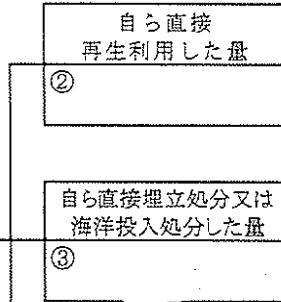 自ら直接
再生利用した量
②
自ら直接埋立処分又は
海洋投入処分した量
③